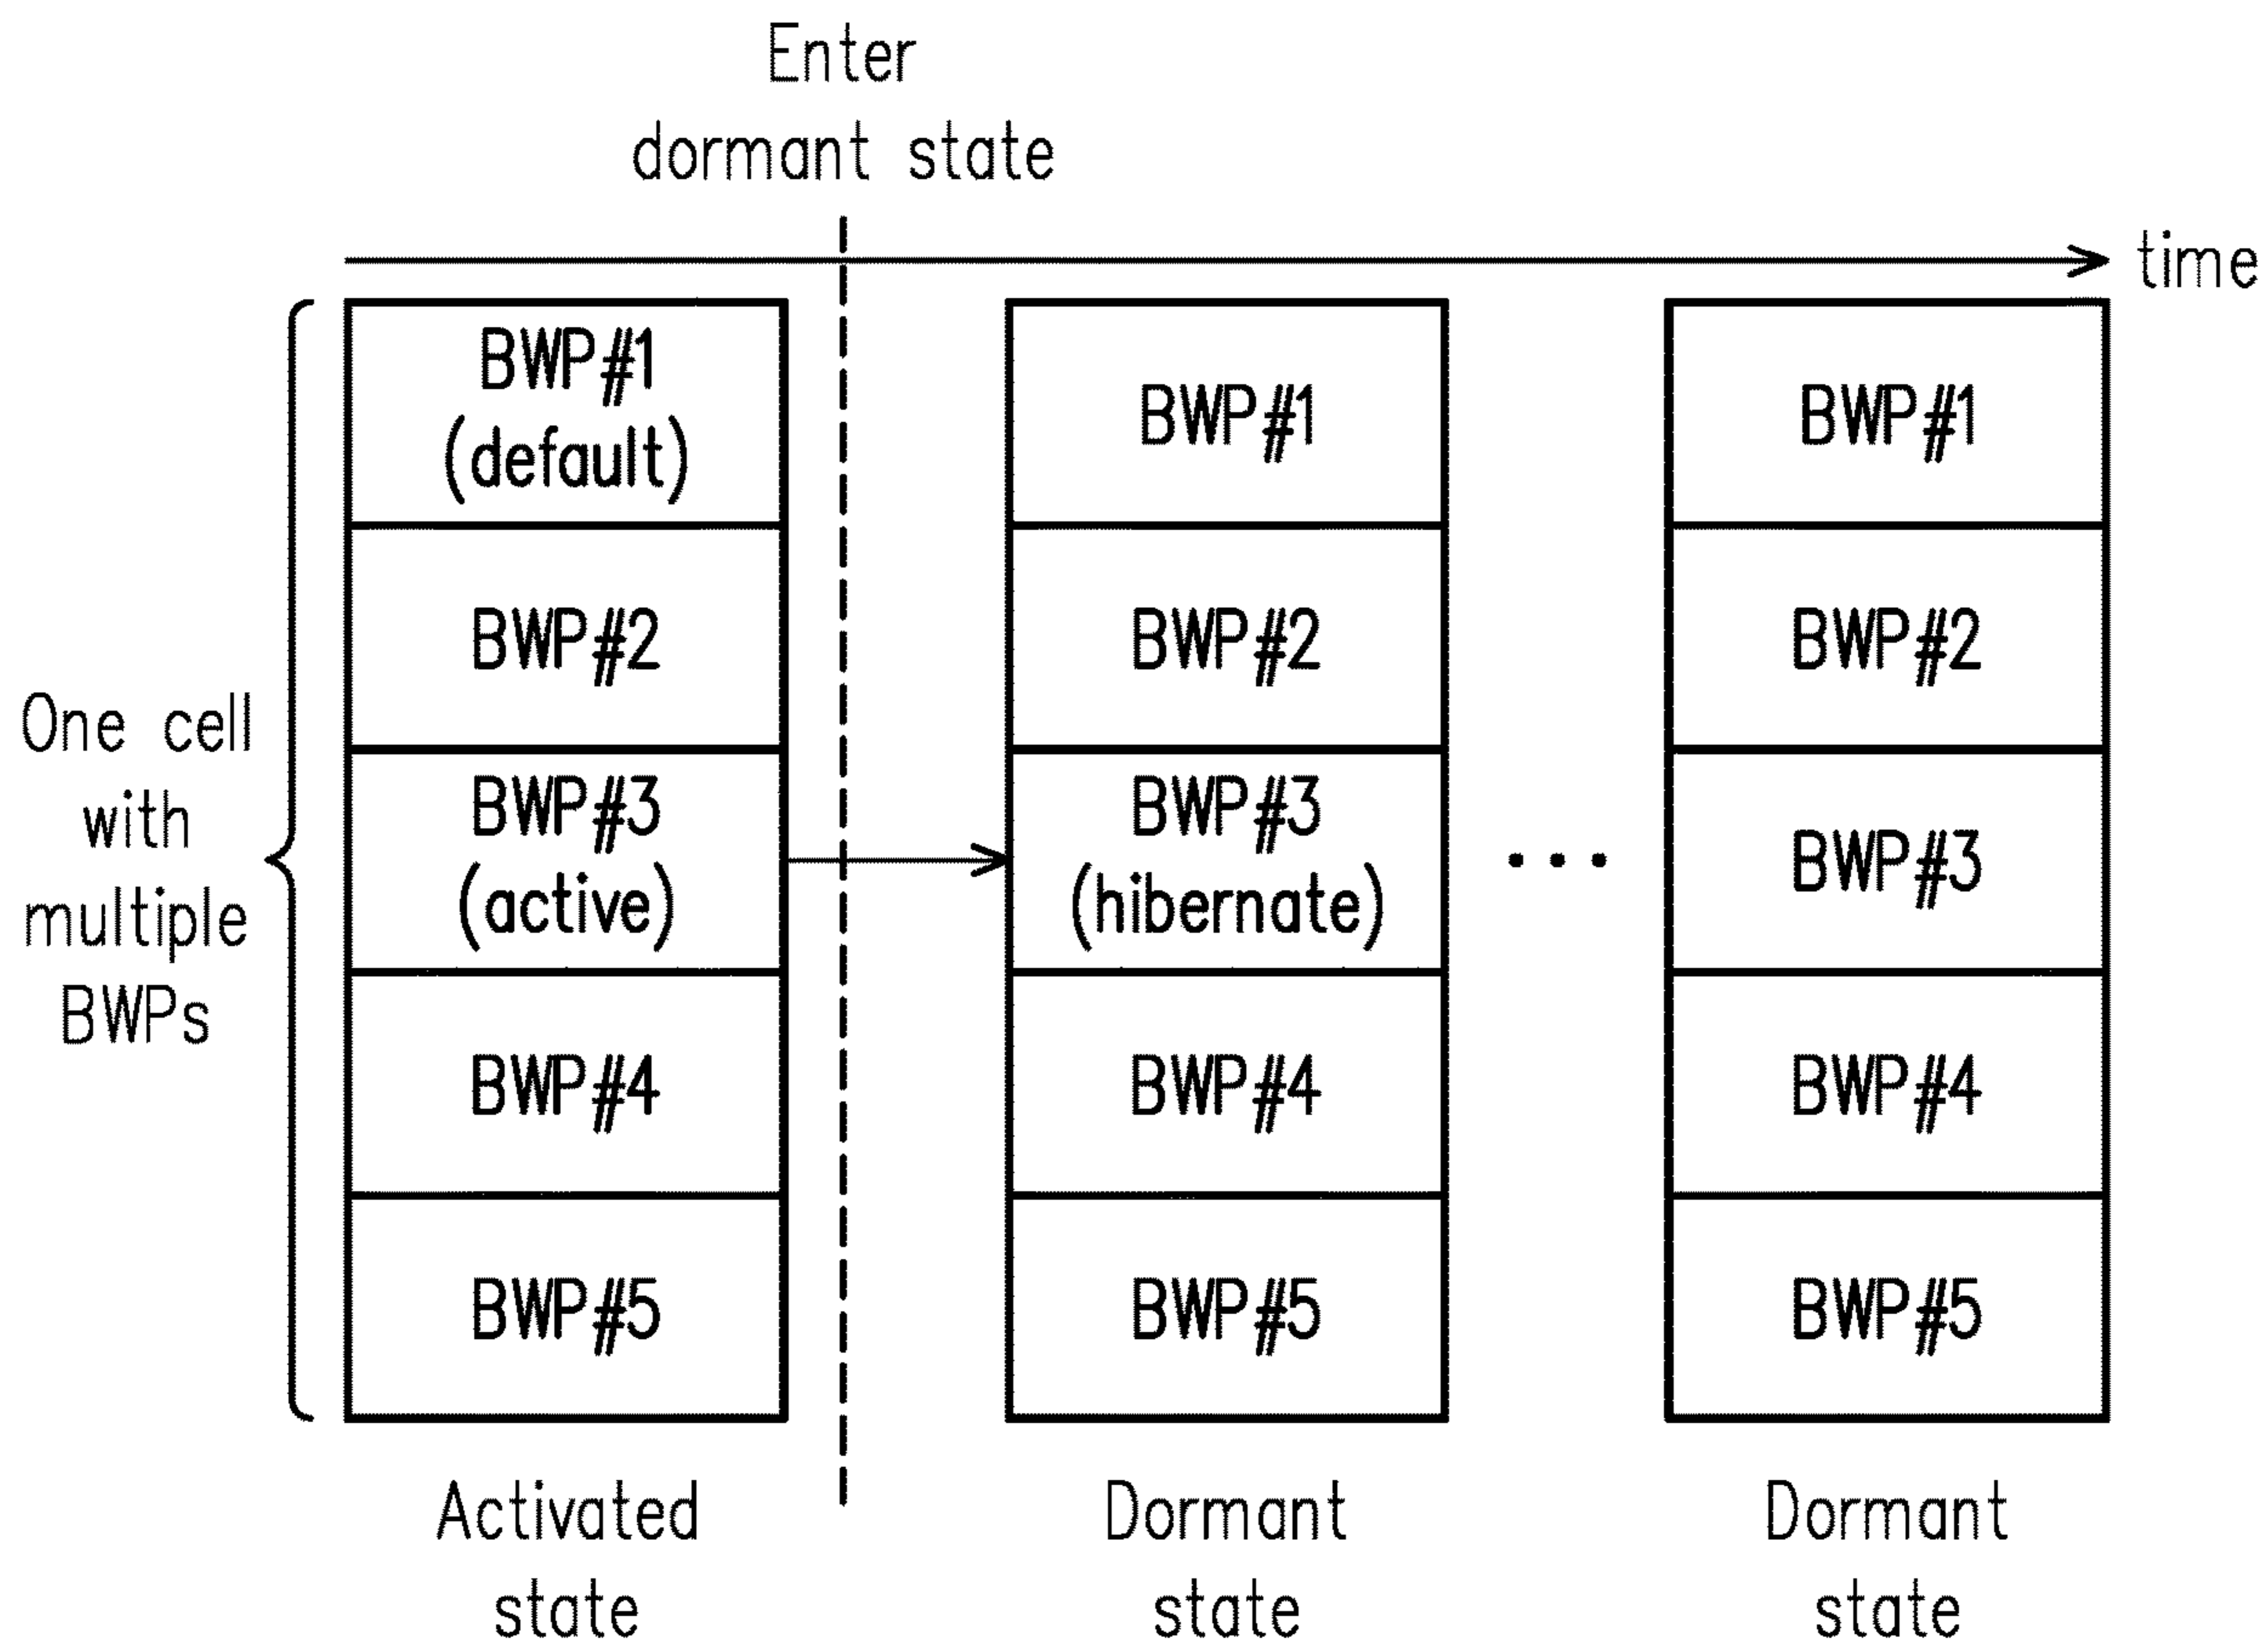 Enter
dormant state
time
One cell
with
multiple
BWPs
BWP#1
(default)
BWP#2
BWP#3
(active)
BWP#4
BWP#5
Activated
state
BWP#1
BWP#2
BWP#3
(hibernate)
BWP#4
BWP#5
Dormant
state
...
BWP#1
BWP#2
BWP#3
BWP#4
BWP#5
Dormant
state